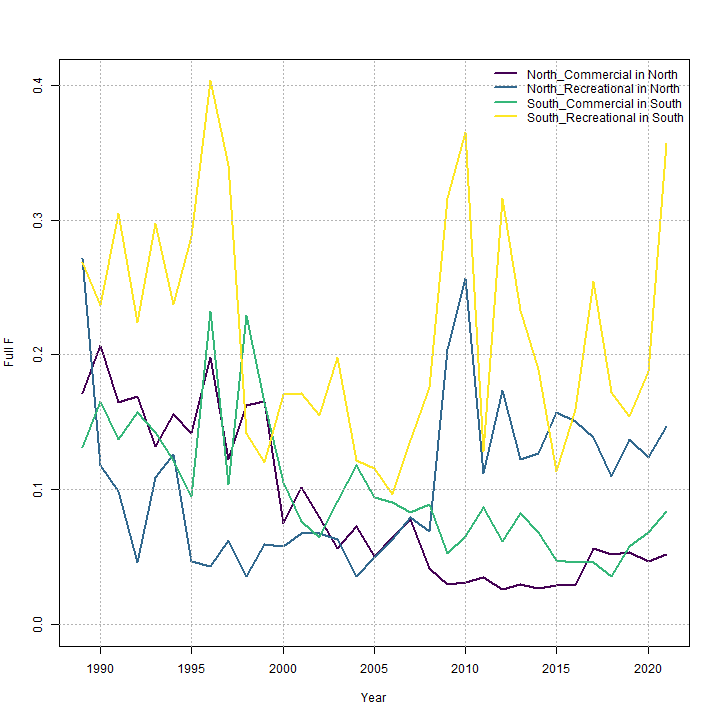 North_Commercial in North
North_Recreational in North
South_Commercial in South
South_Recreational in South
0.4
0.3
0.2
0.1
0.0
Full F
1990 1995 2000 2005 2010 2015 2020
Year